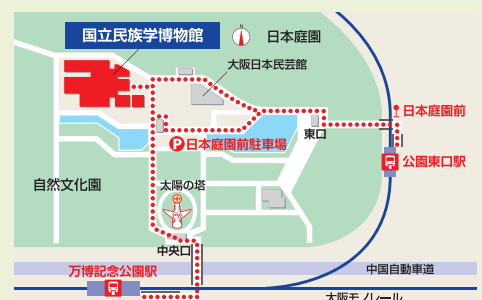 国立民族学博物館
N
日本庭園
大阪日本民芸館
日本庭園前
東口
P日本庭園前駐車場
公園東口駅
自然文化園
太陽の塔
中央口
中国自動車道
万博記念公園駅
大阪モノレール